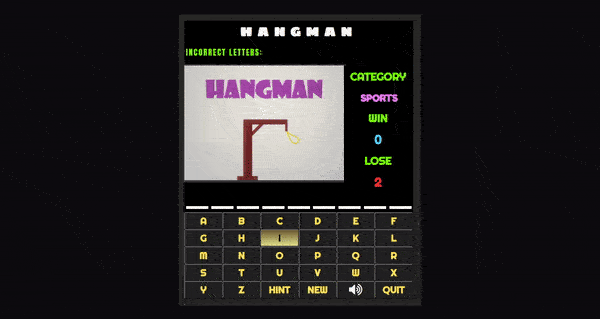 HANGMAN
INCORRECT LETTERS:
HANGMAN
CATEGORY
SPORTS
WIN
0
LOSE
2
A B C D E F
G H I J K L
M N O P Q R
S T U V W X
Y Z HINT NEW QUIT